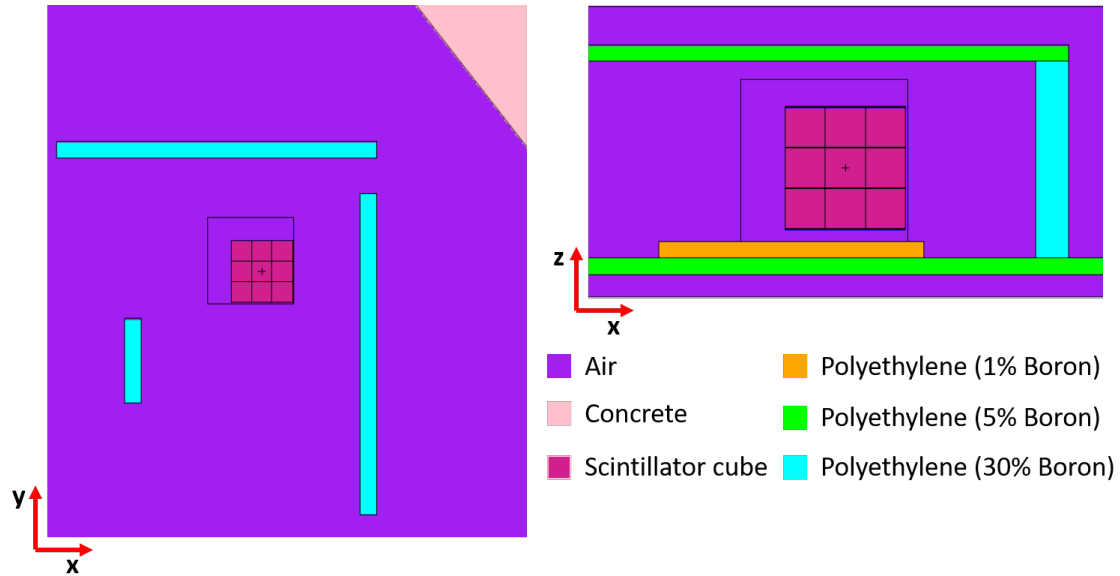 z
x
Air
Polyethylene (1% Boron)
Concrete
Polyethylene (5% Boron)
Scintillator cube
Polyethylene (30% Boron)
y
x